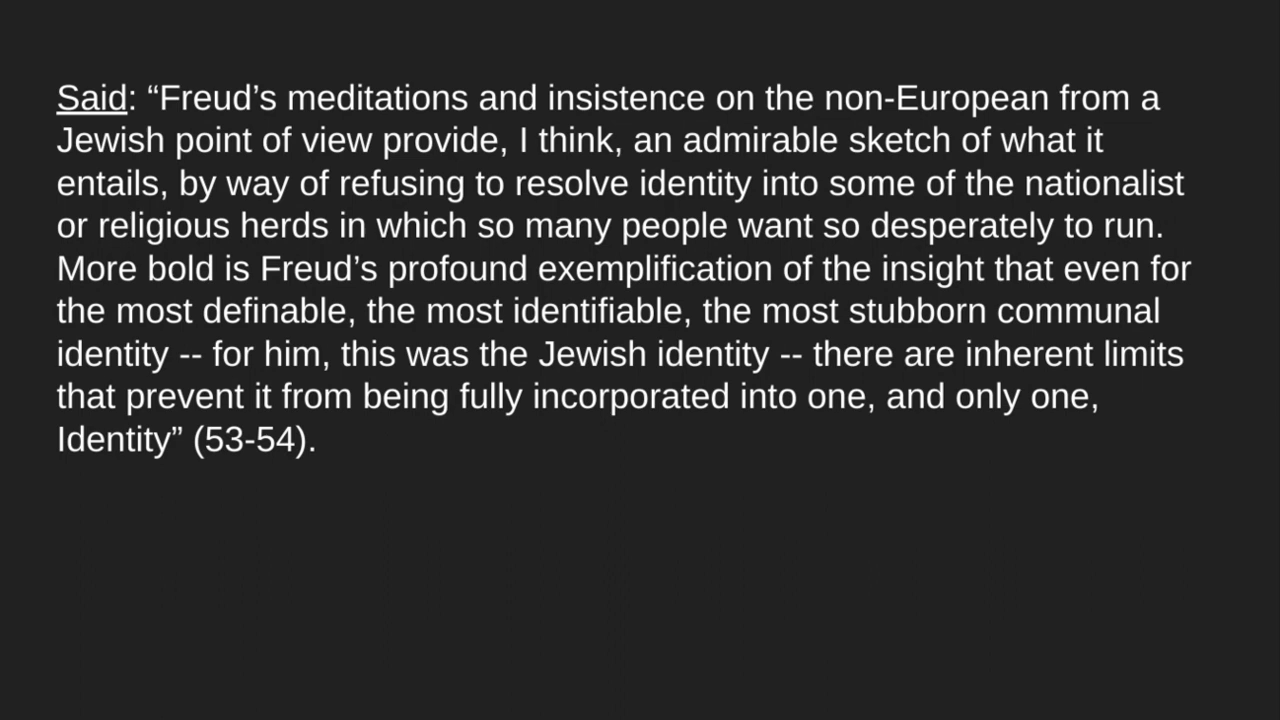 Said: “Freud’s meditations and insistence on the non-European from a
Jewish point of view provide, I think, an admirable sketch of what it
entails, by way of refusing to resolve identity into some of the nationalist
or religious herds in which so many people want so desperately to run.
More bold is Freud’s profound exemplification of the insight that even for
the most definable, the most identifiable, the most stubborn communal
identity -- for him, this was the Jewish identity -- there are inherent limits
that prevent it from being fully incorporated into one, and only one,
Identity” (53-54).